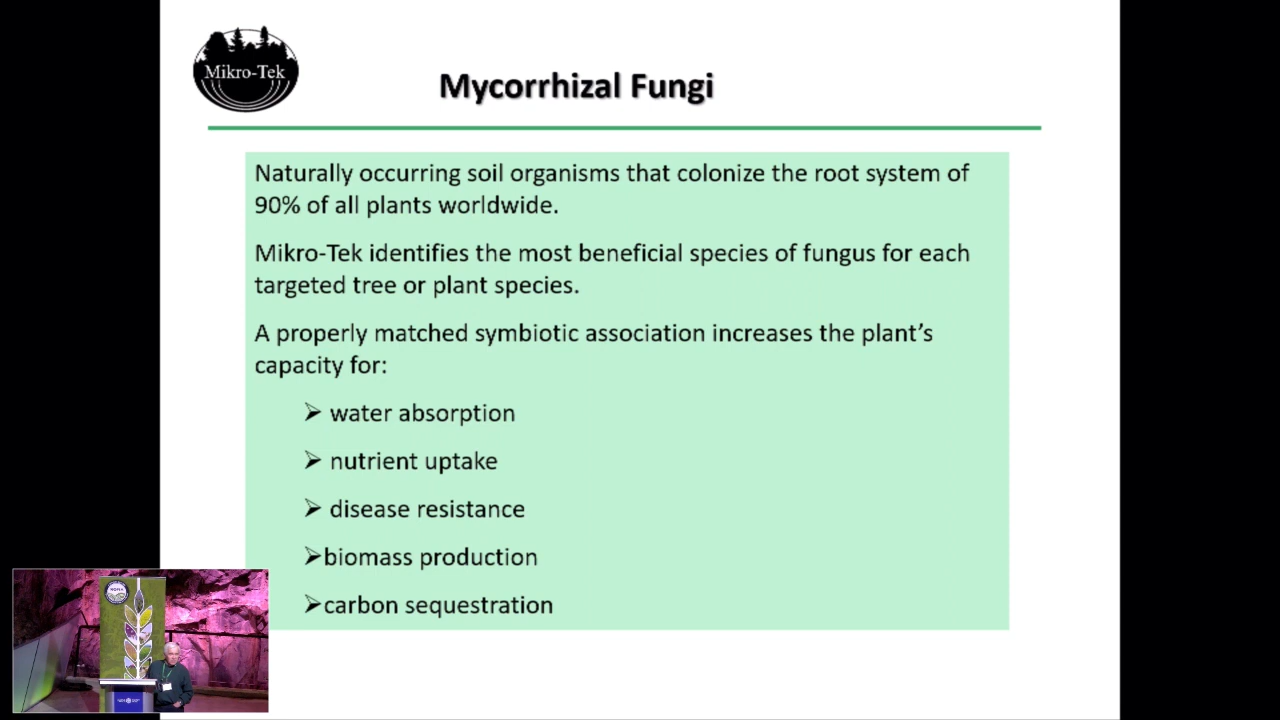 Mikro-Tek
Mycorrhizal Fungi
Naturally occurring soil organisms that colonize the root system of
90% of all plants worldwide.
Mikro-Tek identifies the most beneficial species of fungus for each
targeted tree or plant species.
A properly matched symbiotic association increases the plant’s
capacity for:
➢ water absorption
➢ nutrient uptake
➢ disease resistance
➢biomass production
➢carbon sequestration